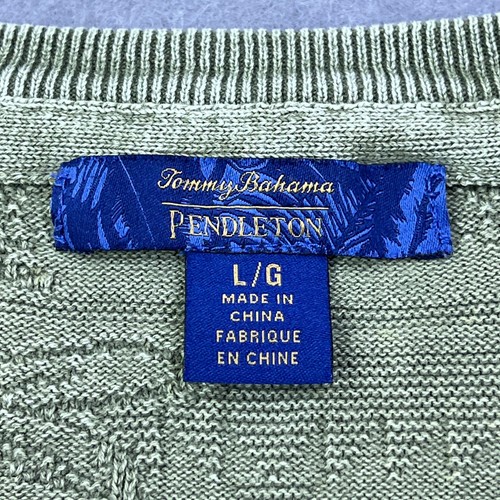 Tommy Bahama
PENDLETON
L/G
MADE IN
CHINA
FABRIQUE
EN CHINE